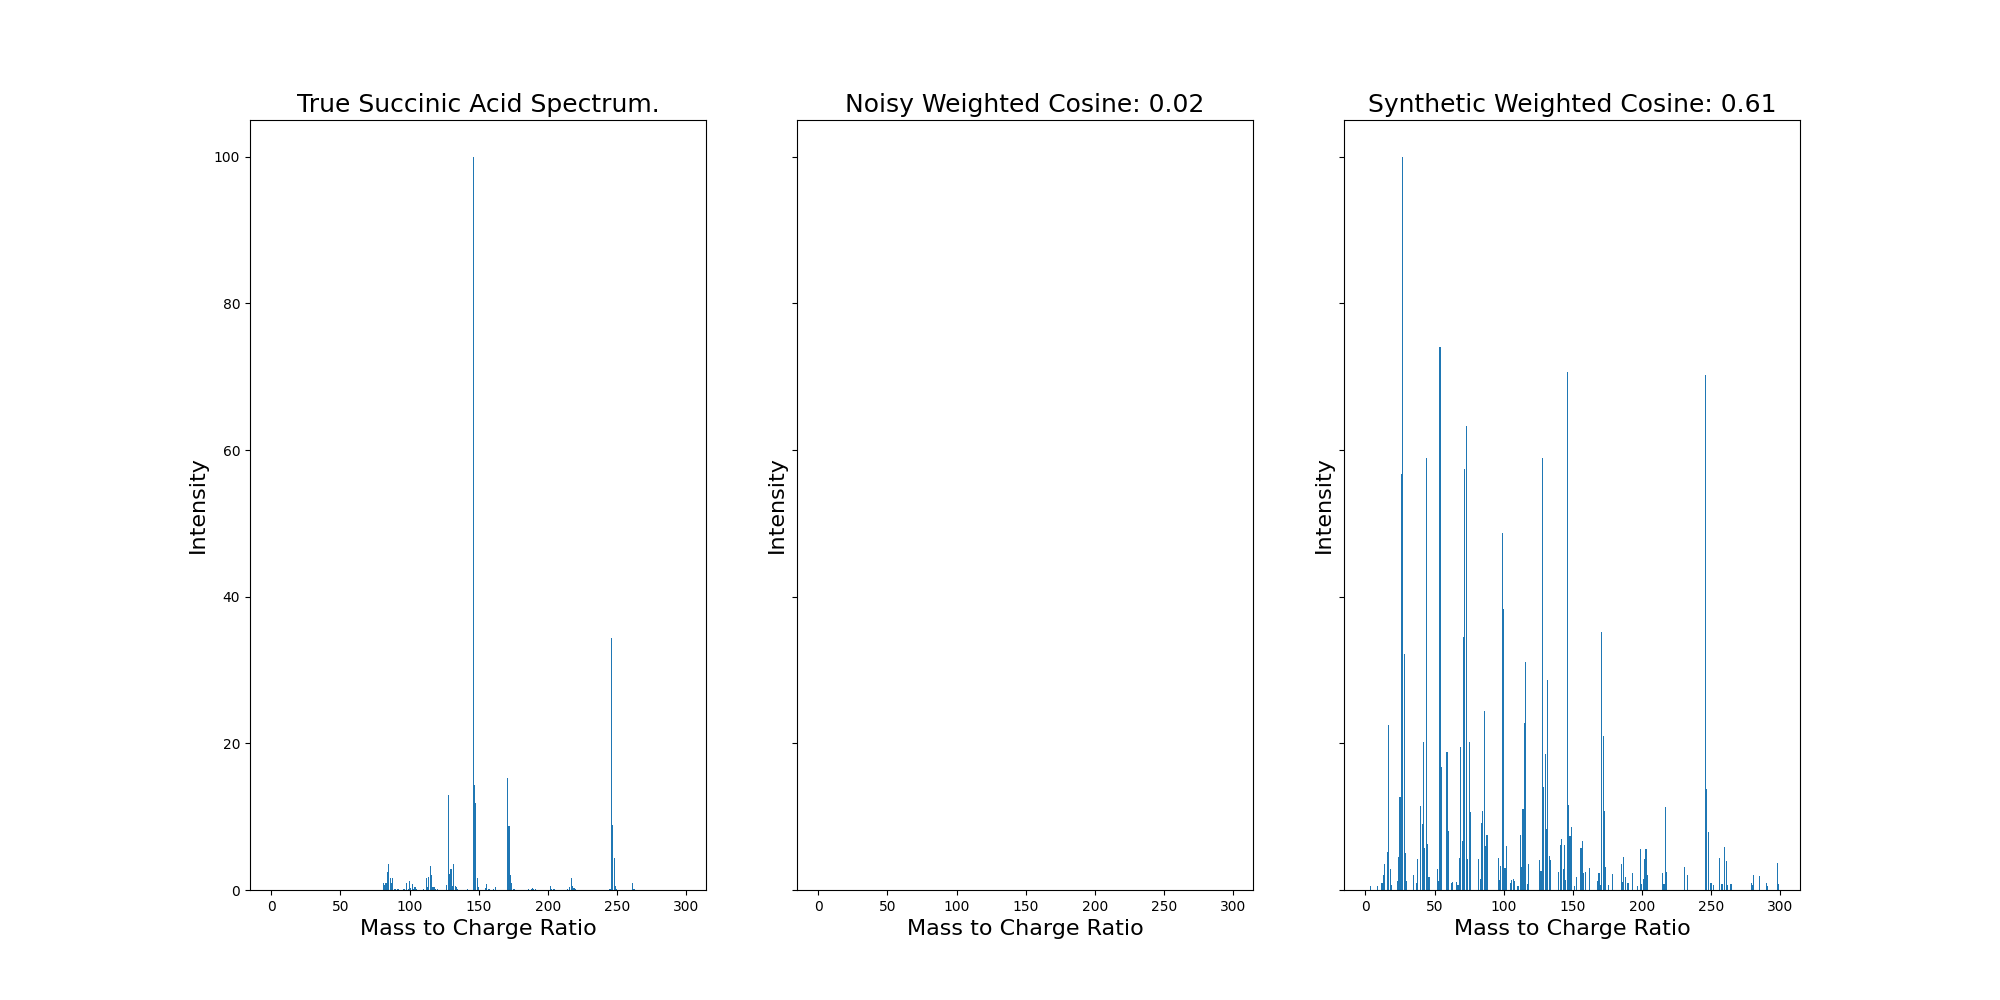 True Succinic Acid Spectrum.
Intensity
100
80
60
40
20
0
0 50 100 150 200 250 300
Mass to Charge Ratio
Noisy Weighted Cosine: 0.02
Intensity
0 50 100 150 200 250 300
Mass to Charge Ratio
Synthetic Weighted Cosine: 0.61
Intensity
0 50 100 150 200 250 300
Mass to Charge Ratio